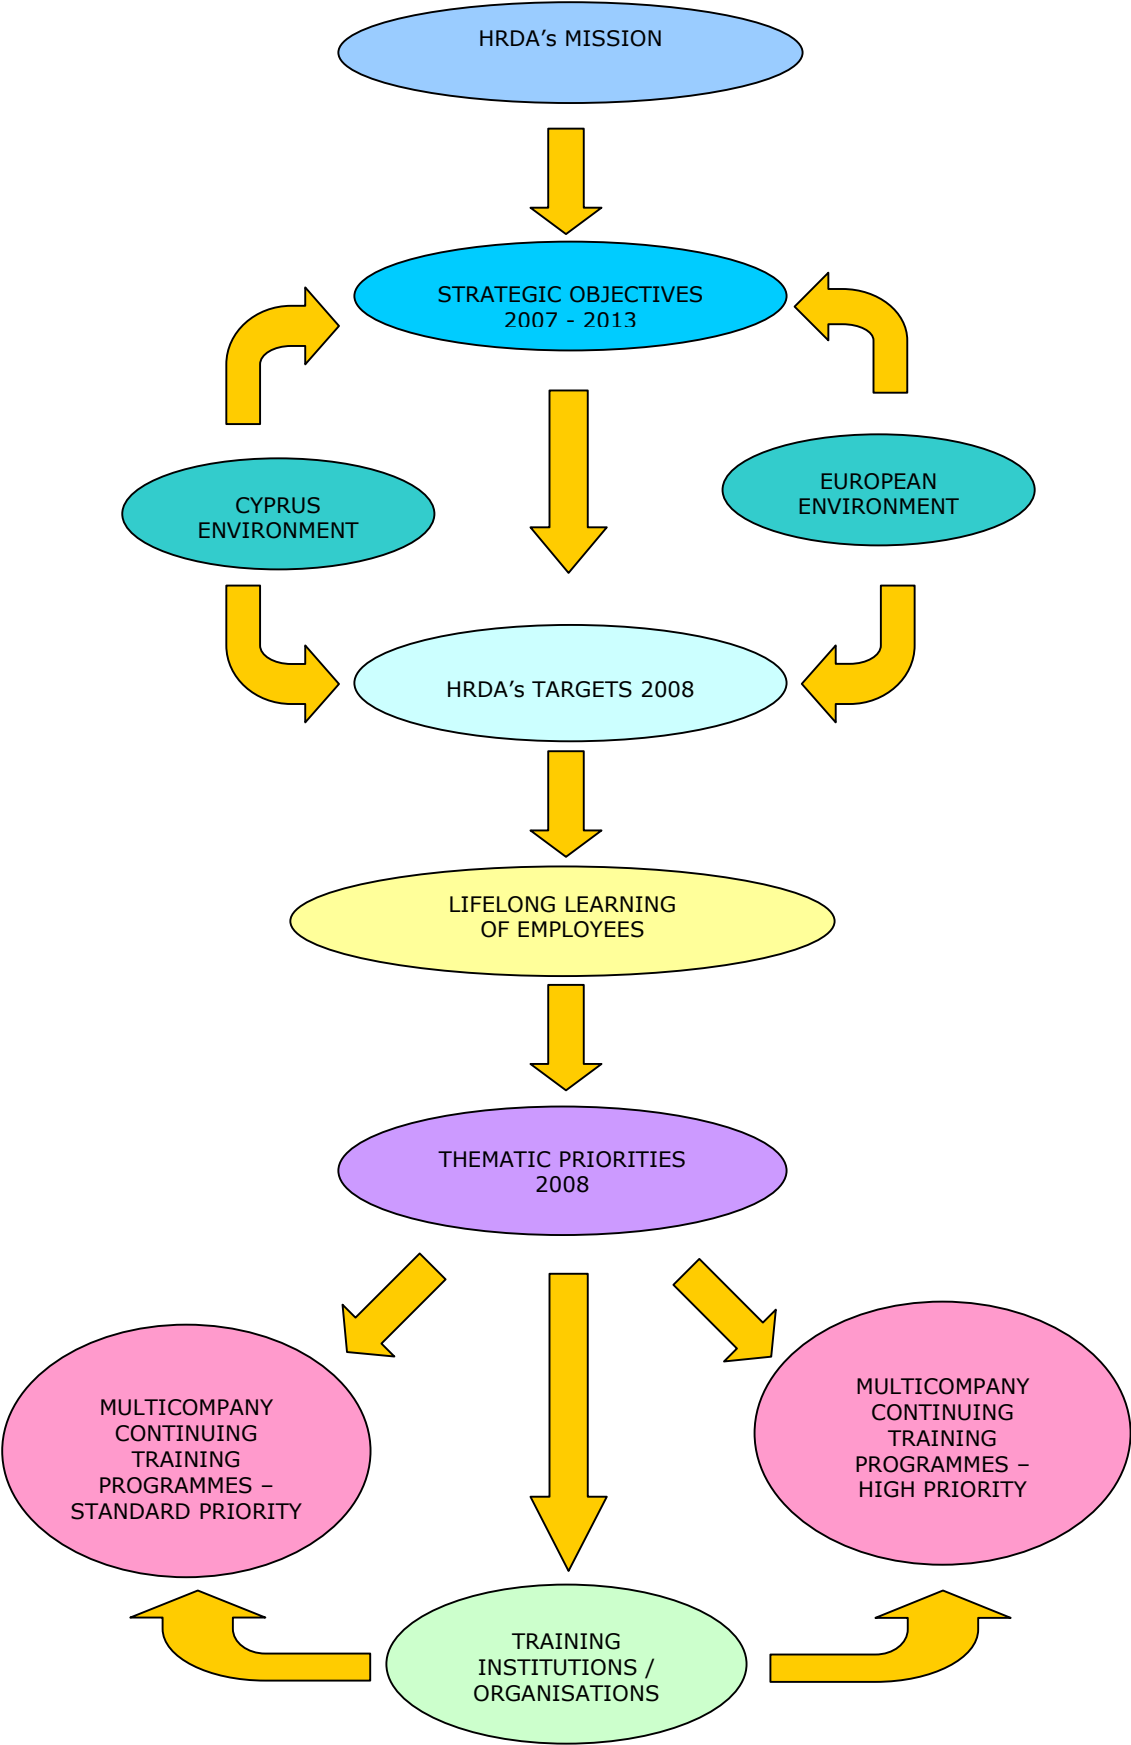 HRDA’s MISSION
STRATEGIC OBJECTIVES
2007 - 2013
CYPRUS
ENVIRONMENT
EUROPEAN
ENVIRONMENT
HRDA’s TARGETS 2008
LIFELONG LEARNING
OF EMPLOYEES
THEMATIC PRIORITIES
2008
MULTICOMPANY
CONTINUING
TRAINING
PROGRAMMES –
STANDARD PRIORITY
MULTICOMPANY
CONTINUING
TRAINING
PROGRAMMES –
HIGH PRIORITY
TRAINING
INSTITUTIONS /
ORGANISATIONS